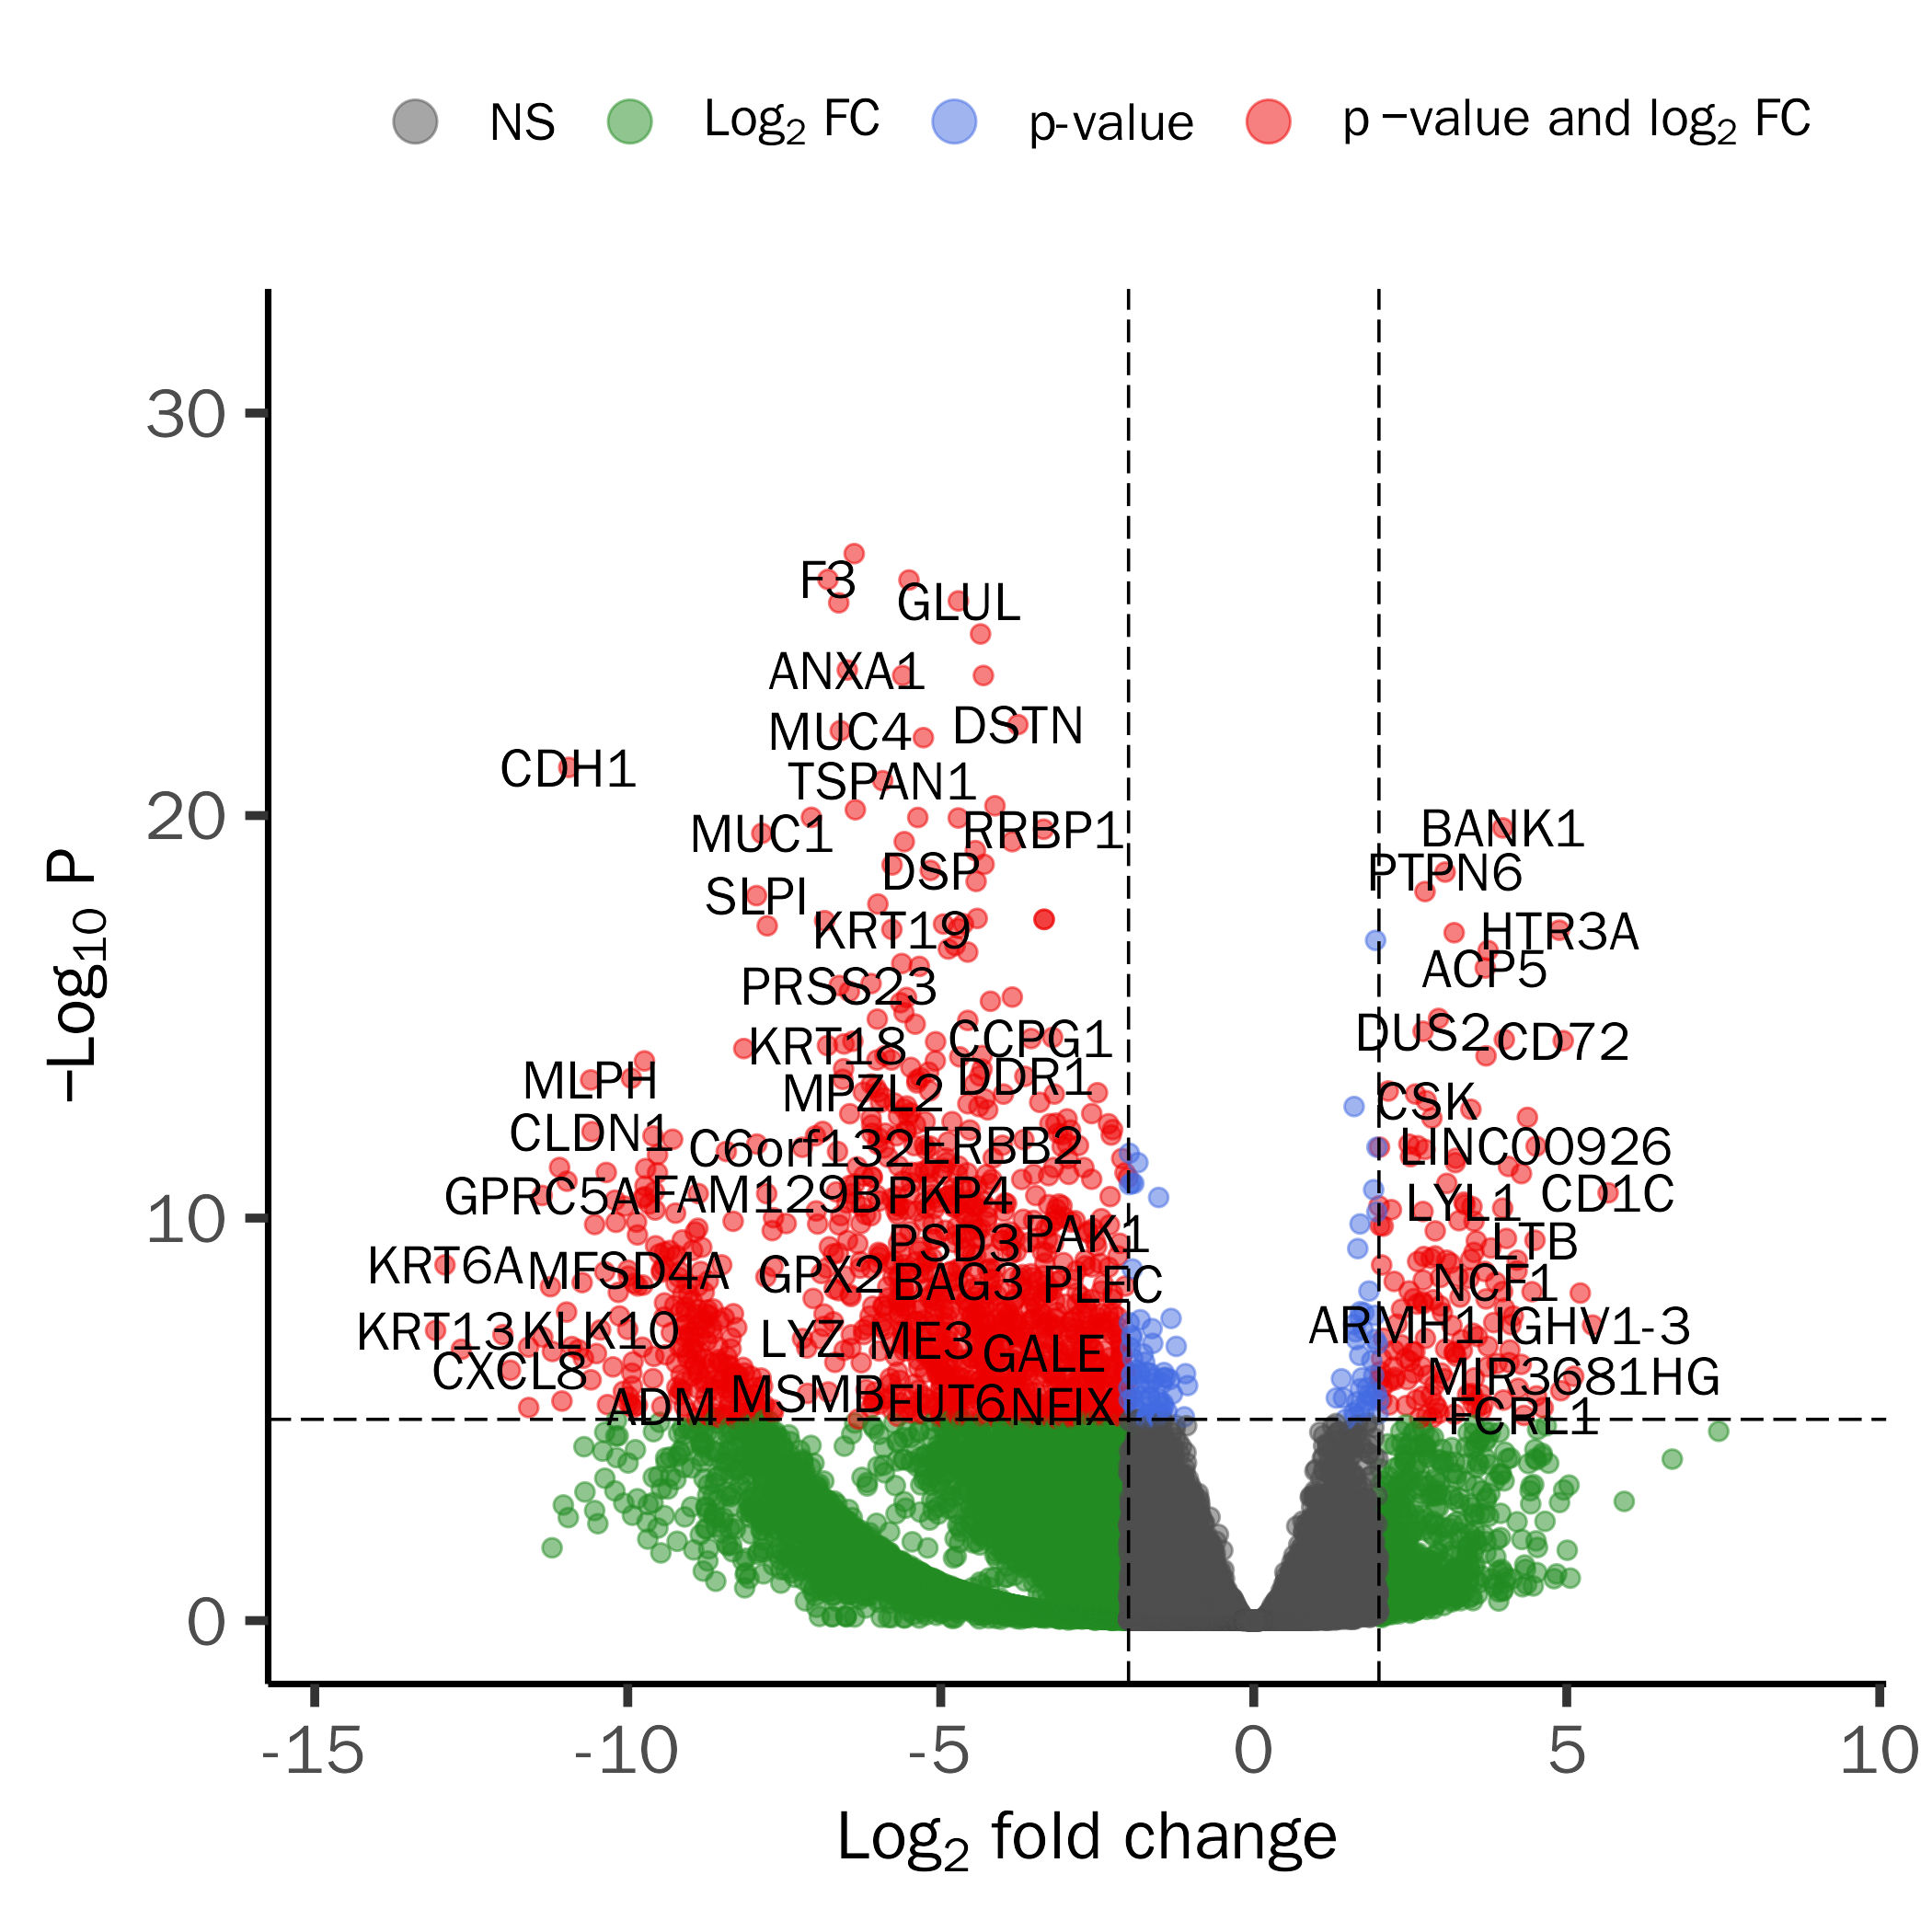 NS Log2 FC p-value p −value and log2 FC
30
F3
GLUL
ANXA1
DSTN
MUC4
CDH1
TSPAN1
20
MUC1
RRBP1
BANK1
DSP
PTPN6
SLPI
KRT19
HTR3A
ACP5
PRSS23
−Log10 P
KRT18
CCPG1
DUS2
CD72
MLPH
DDR1
MPZL2
CSK
CLDN1
C6orf132
ERBB2
LINC00926
GPRC5A
FAM129B
PKP4
LYL1
CD1C
10
PAK1
PSD3
LTB
KRT6A
MFSD4A
GPX2
BAG3
PLEC
NCF1
KRT13
KLK10
LYZ
ME3
GALE
ARMH1
IGHV1-3
CXCL8
MIR3681HG
ADM
MSMB
FUT6
NFIX
FCRL1
0
-15 -10 -5 0 5 10
Log2 fold change